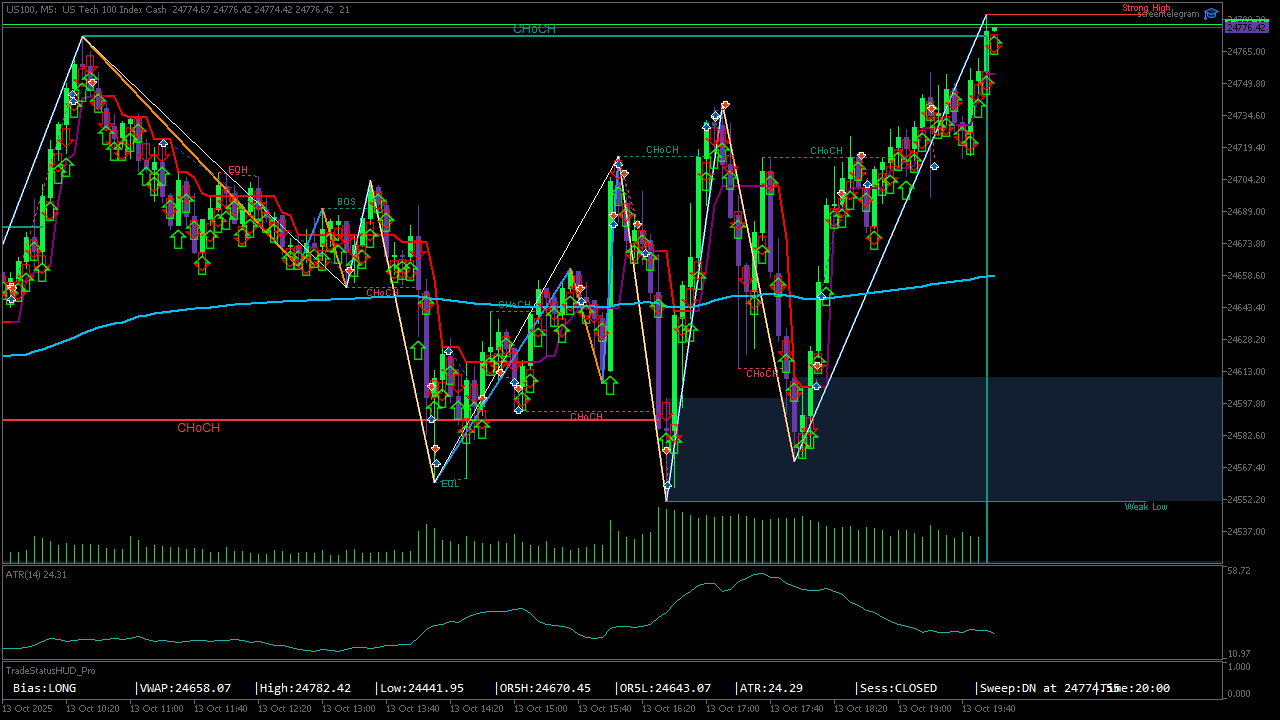 US100, M5: US Tech 100 Index Cash 24774.67 24776.42 24774.42 24776.42 21
Strong High
screentelegram
24776.42
24765.00
24749.80
24734.60
24719.40
24704.20
24689.00
24673.80
24658.60
24643.40
24628.20
24613.00
24597.80
24582.60
24567.40
24552.20
24537.00
CHoCH
EQH
BOS
CHoCH
CHoCH
CHoCH
EQL
CHoCH
CHoCH
CHoCH
CHoCH
CHoCH
Weak Low
ATR(14) 24.31
58.72
10.97
TradeStatusHUD_Pro
1.000
0.000
Bias:LONG
VWAP:24658.07
High:24782.42
Low:24441.95
OR5H:24670.45
OR5L:24643.07
ATR:24.29
Sess:CLOSED
Sweep:DN at 24774
Time:20:00
13 Oct 2025
13 Oct 10:20
13 Oct 11:00
13 Oct 11:40
13 Oct 12:20
13 Oct 13:00
13 Oct 13:40
13 Oct 14:20
13 Oct 15:00
13 Oct 15:40
13 Oct 16:20
13 Oct 17:00
13 Oct 17:40
13 Oct 18:20
13 Oct 19:00
13 Oct 19:40